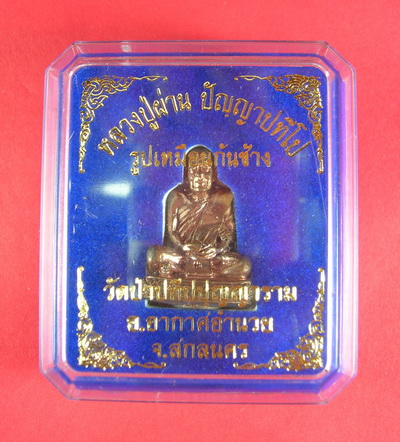 หลวงปู่ผ่าน ปัญญาปทีโป
รูปเหมือนก้นช้าง
วัดป่าปทีปปุญญาราม
อ.อากาศอำนวย
จ.สกลนคร